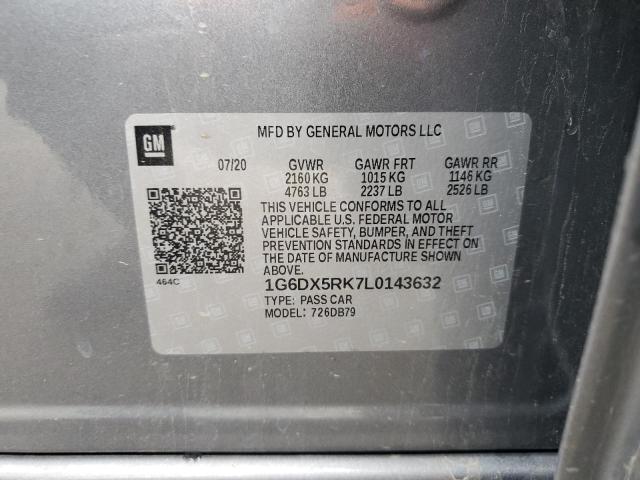 GM
MFD BY GENERAL MOTORS LLC
07/20 GVWR GAWR FRT GAWR RR
2160 KG 1015 KG 1146 KG
4763 LB 2237 LB 2526 LB
THIS VEHICLE CONFORMS TO ALL
APPLICABLE U.S. FEDERAL MOTOR
VEHICLE SAFETY, BUMPER, AND THEFT
PREVENTION STANDARDS IN EFFECT ON
THE DATE OF MANUFACTURE SHOWN
ABOVE.
464C
1G6DX5RK7L0143632
TYPE: PASS CAR
MODEL: 726DB79